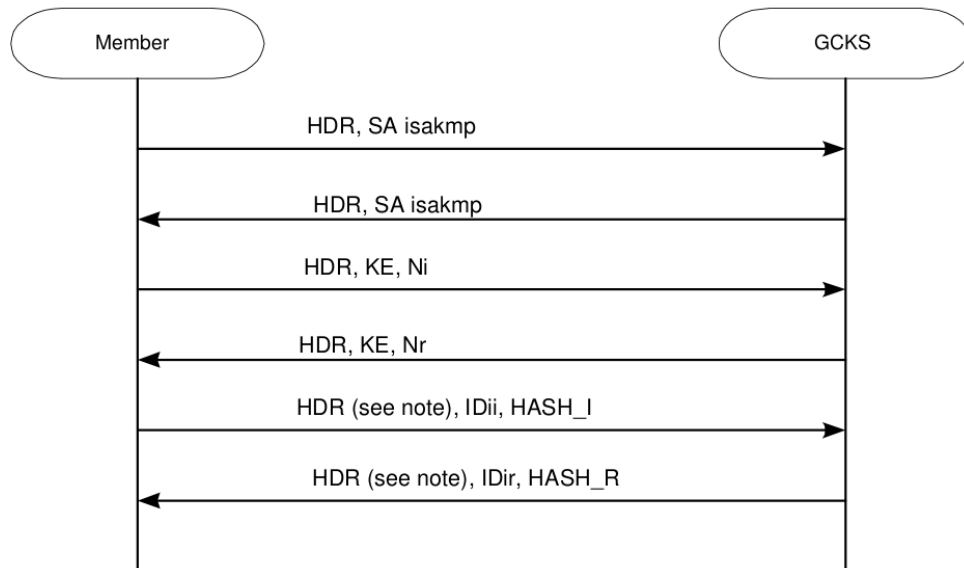 Member
GCKS
HDR, SA isakmp
HDR, SA isakmp
HDR, KE, Ni
HDR, KE, Nr
HDR (see note), IDii, HASH_I
HDR (see note), IDir, HASH_R